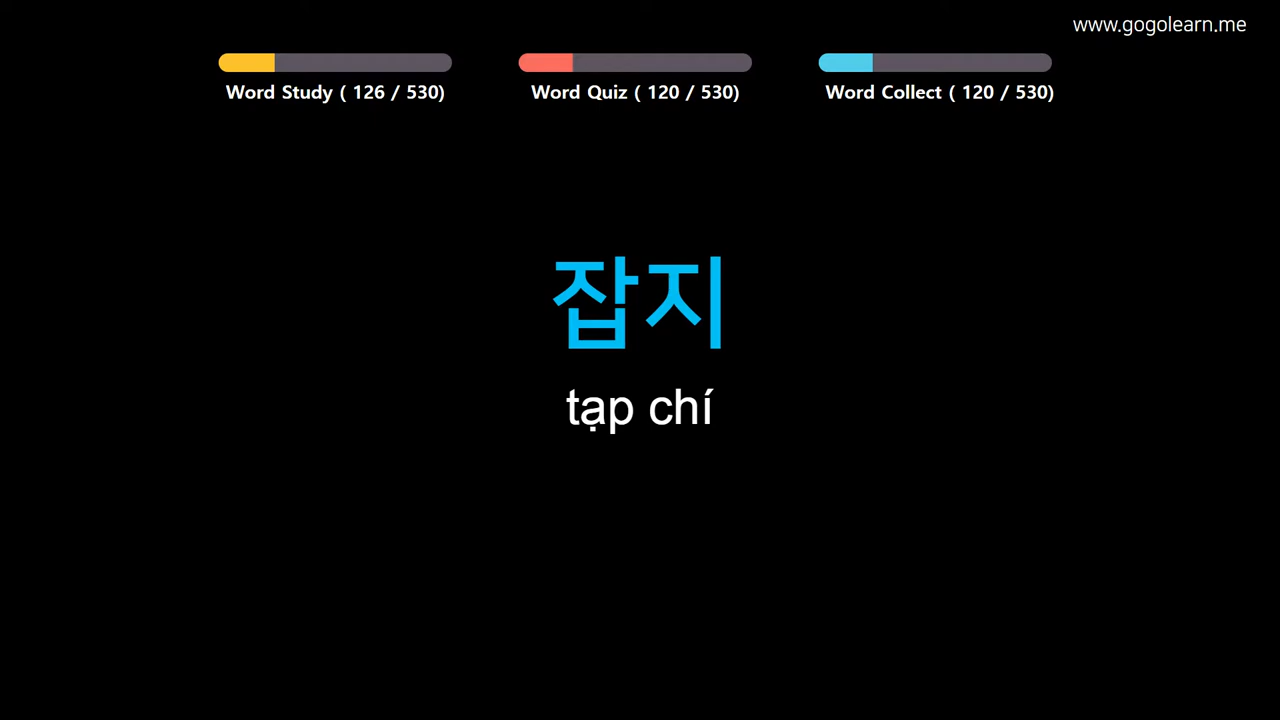 www.gogolearn.me
Word Study ( 126 / 530)
Word Quiz ( 120 / 530)
Word Collect ( 120 / 530)
잡지
tạp chí